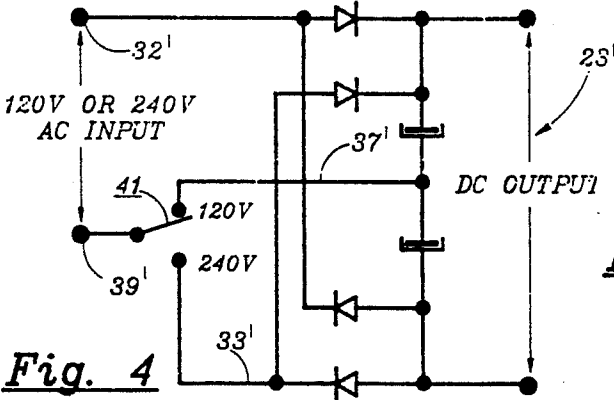 32'
23'
120V OR 240V
AC INPUT
37'
41
120V
DC OUTPUT
39'
240V
33'
Fig. 4